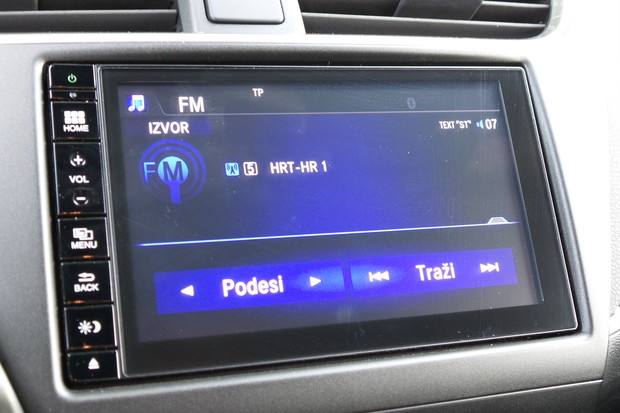 TP
FM
HOME
IZVOR
TEXT "ST" 07
VOL
FM
5 HRT-HR 1
MENU
BACK
Podesi Traži